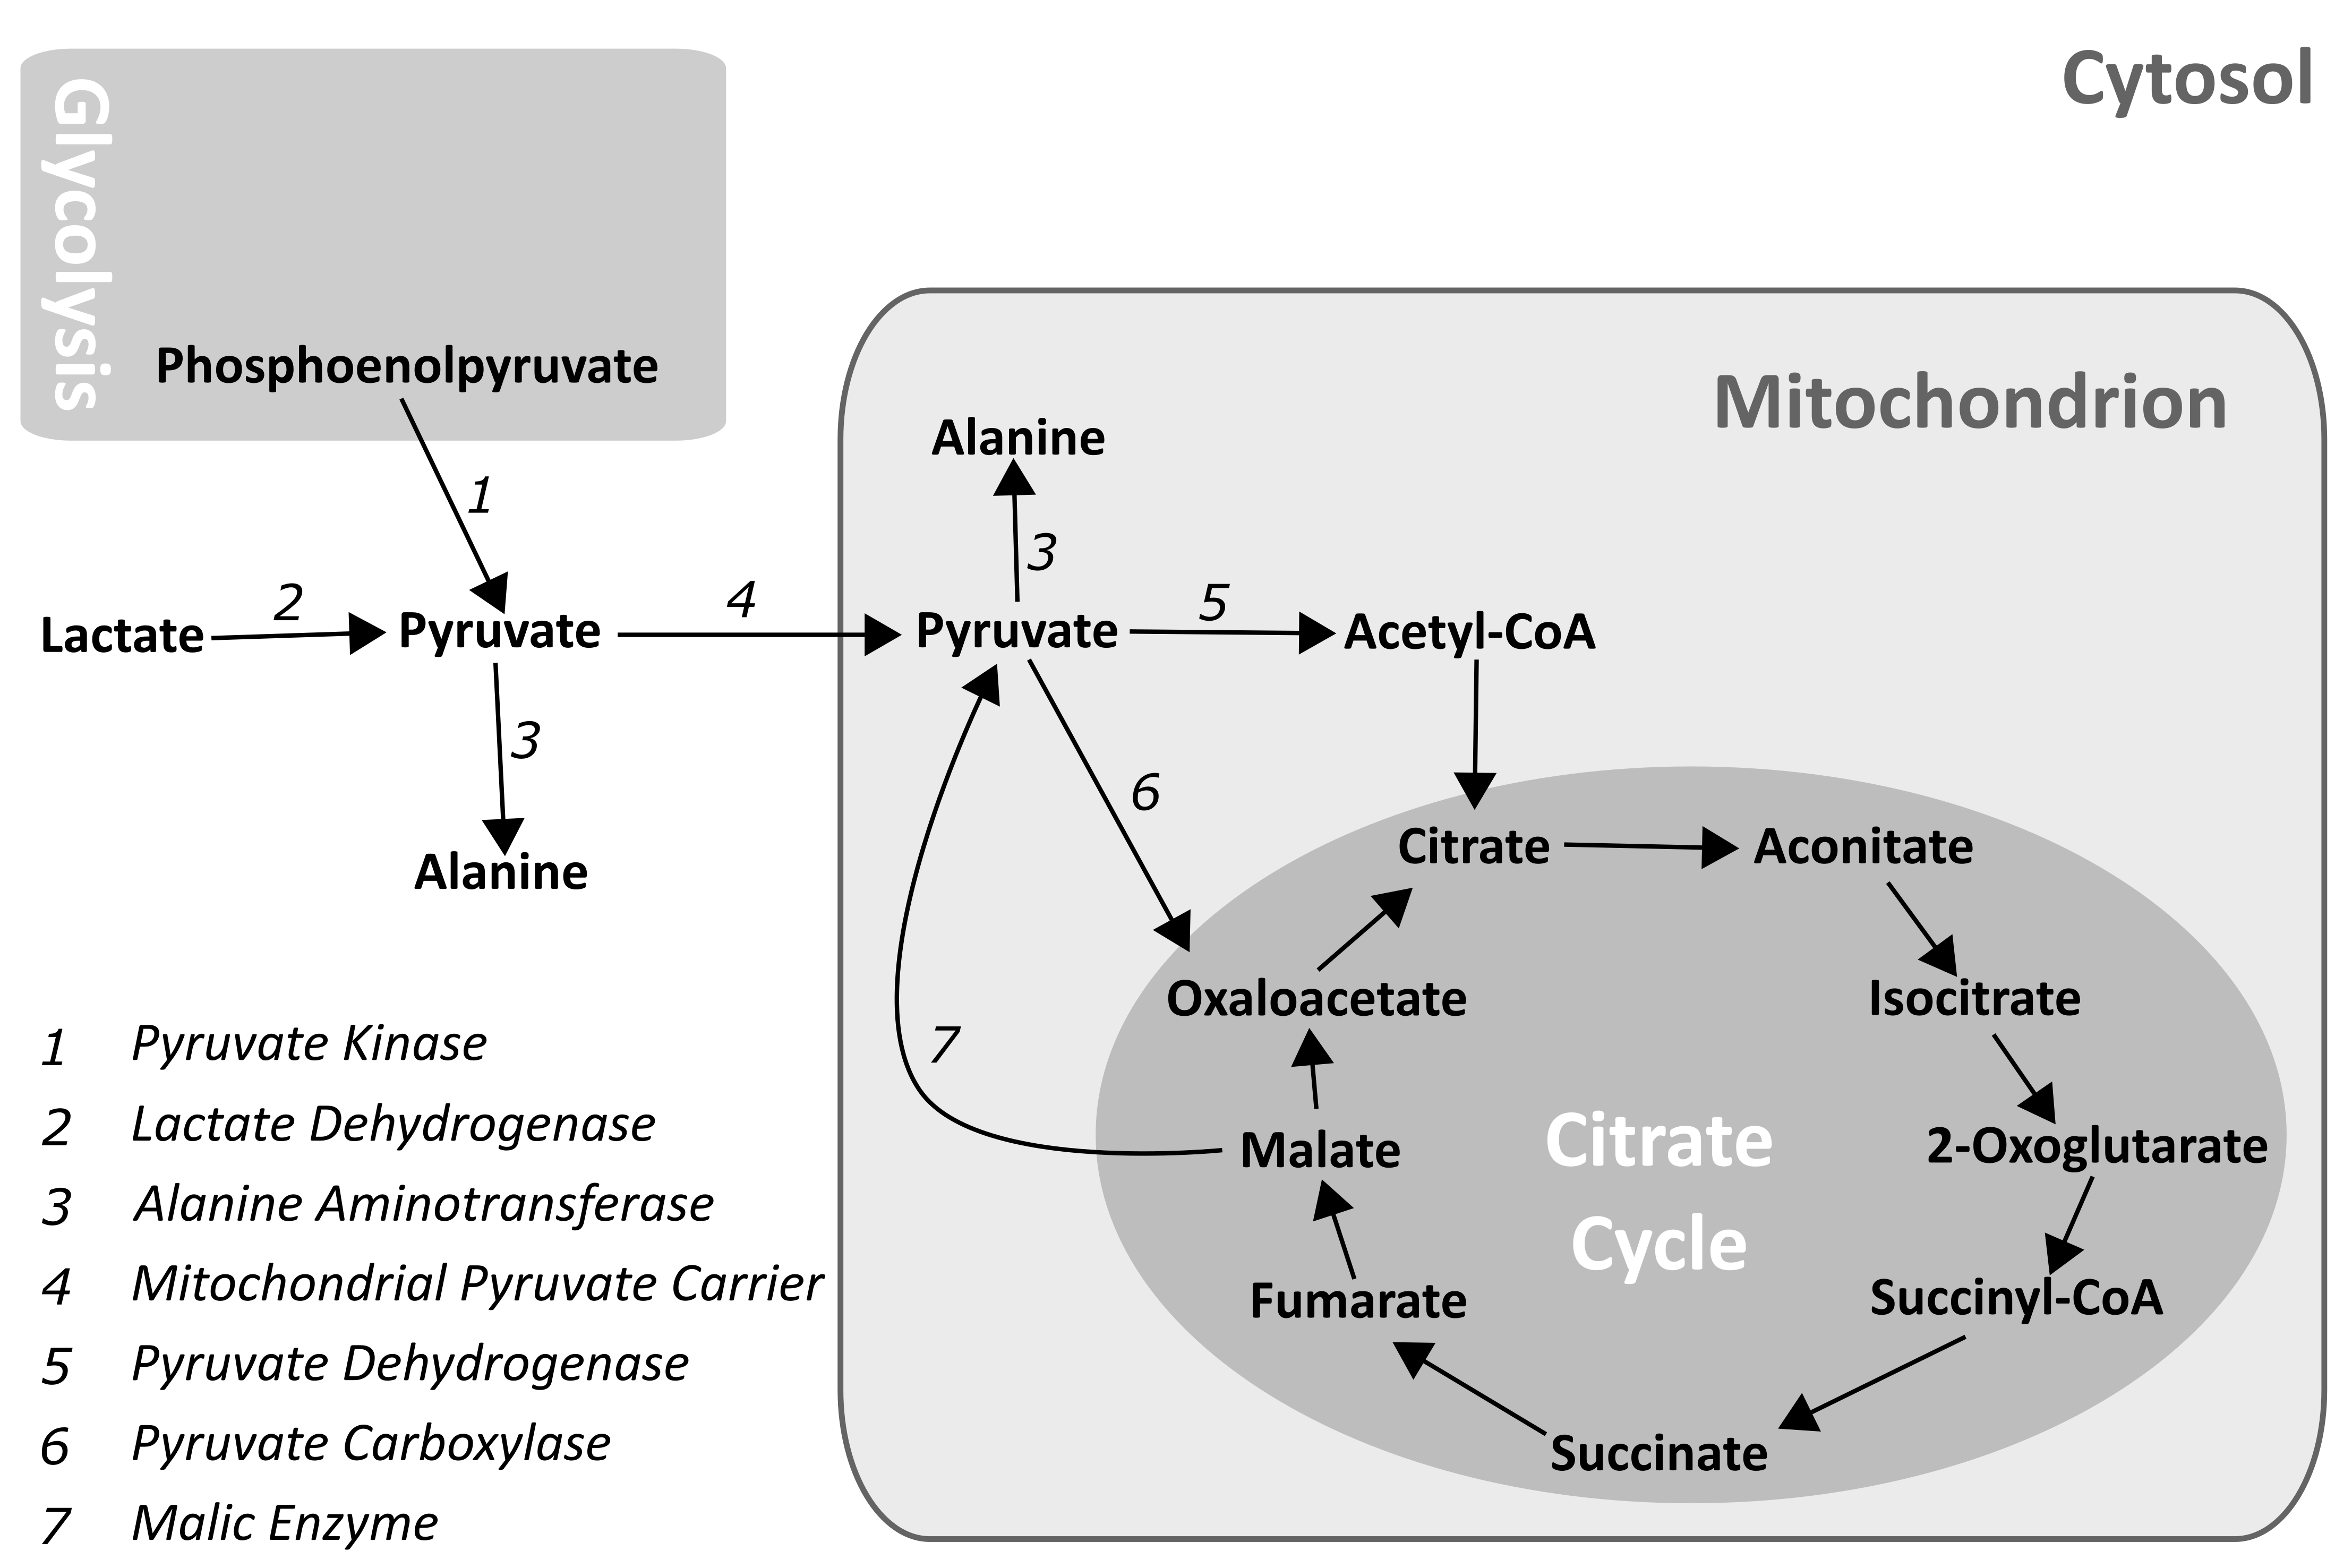 Cytosol
Glycolysis
Phosphoenolpyruvate
1
Mitochondrion
Alanine
3
Lactate
2
Pyruvate
4
Pyruvate
5
Acetyl-CoA
3
Alanine
6
7
Citrate
Aconitate
Oxaloacetate
Isocitrate
Malate
2-Oxoglutarate
Fumarate
Succinyl-CoA
Succinate
Citrate
Cycle
1 Pyruvate Kinase
2 Lactate Dehydrogenase
3 Alanine Aminotransferase
4 Mitochondrial Pyruvate Carrier
5 Pyruvate Dehydrogenase
6 Pyruvate Carboxylase
7 Malic Enzyme